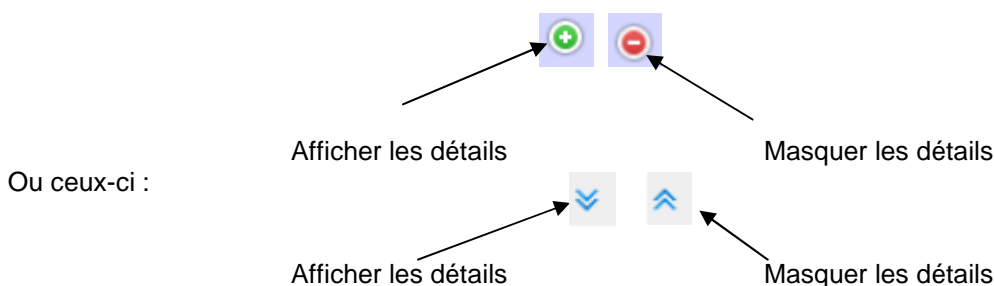 Afficher les détails
Masquer les détails
Ou ceux-ci :
Afficher les détails
Masquer les détails